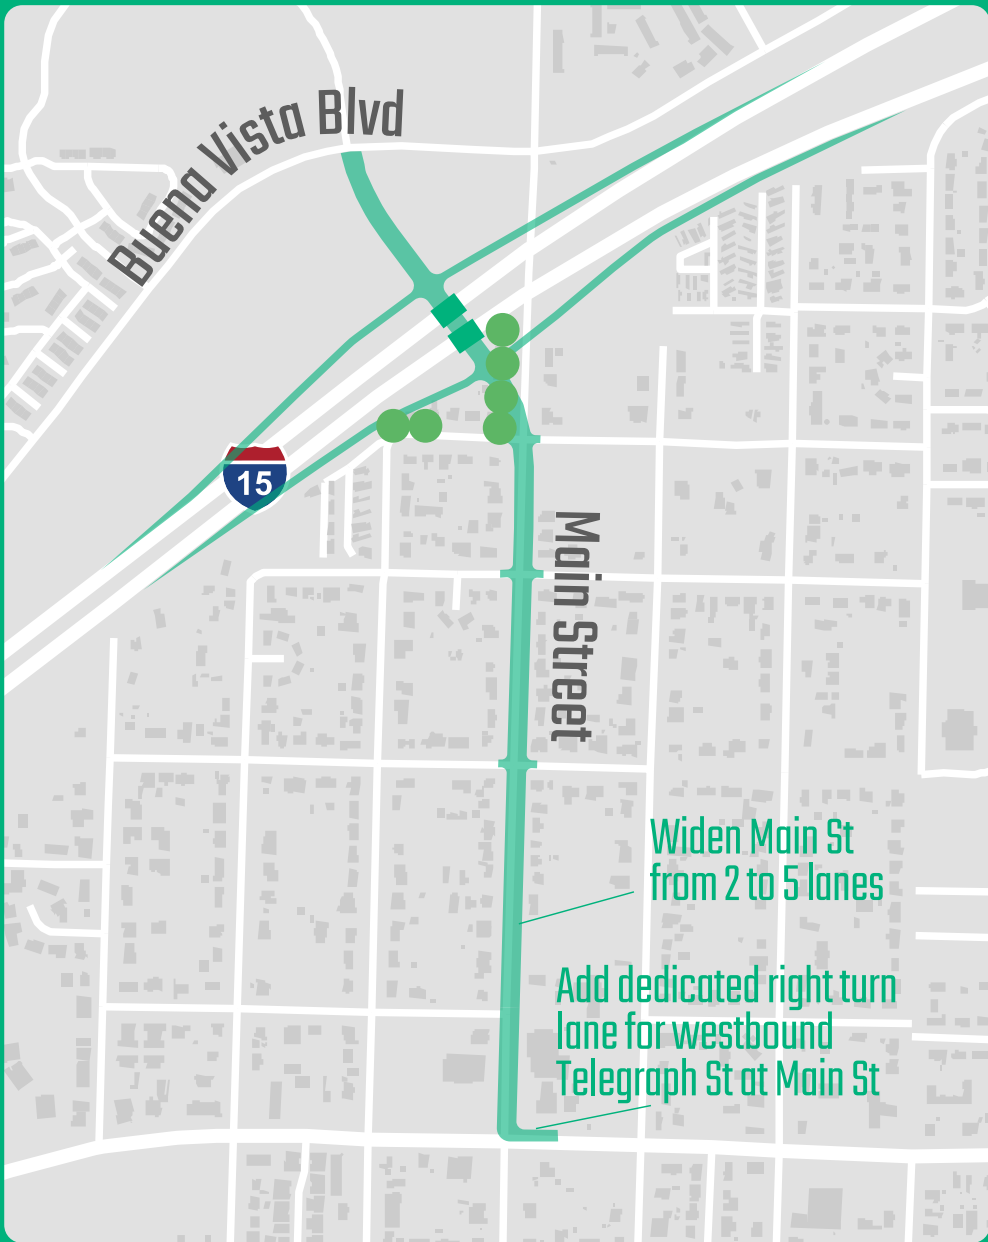 Buena Vista Blvd
15
Main Street
Widen Main St
from 2 to 5 lanes
Add dedicated right turn
lane for westbound
Telegraph St at Main St